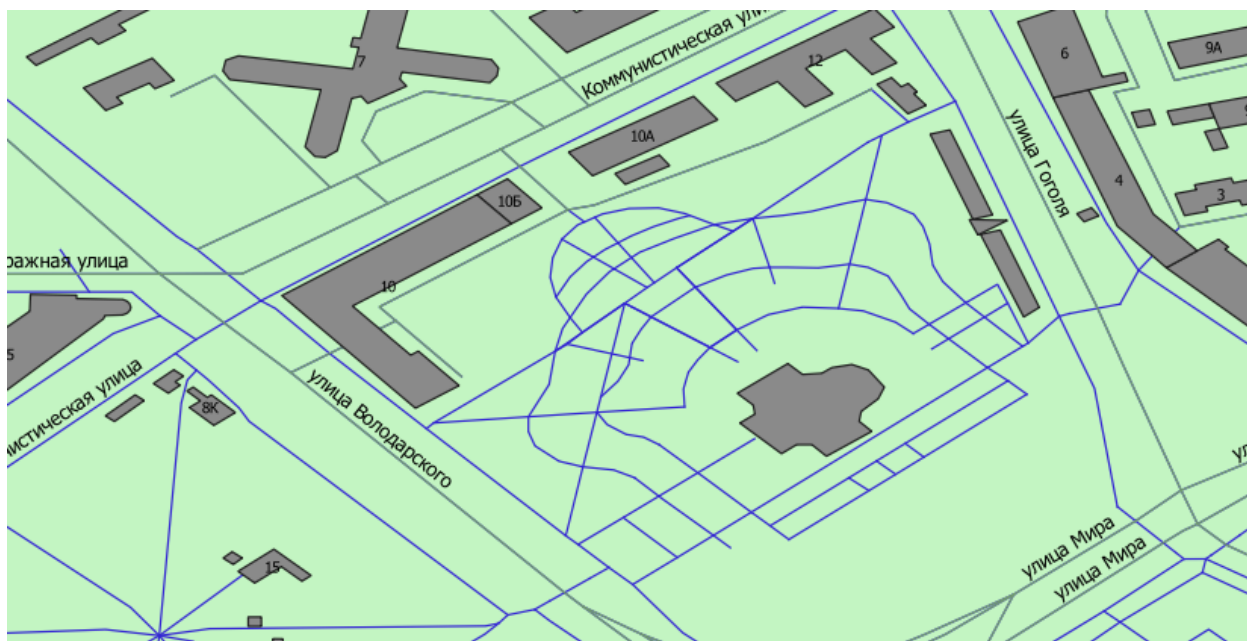 Коммунистическая ули
12
6
9А
7
10А
улица Гоголя
4
3
10Б
ражная улица
10
5
нистическая улица
8К
улица Володарского
15
улица Мира
улица Мира